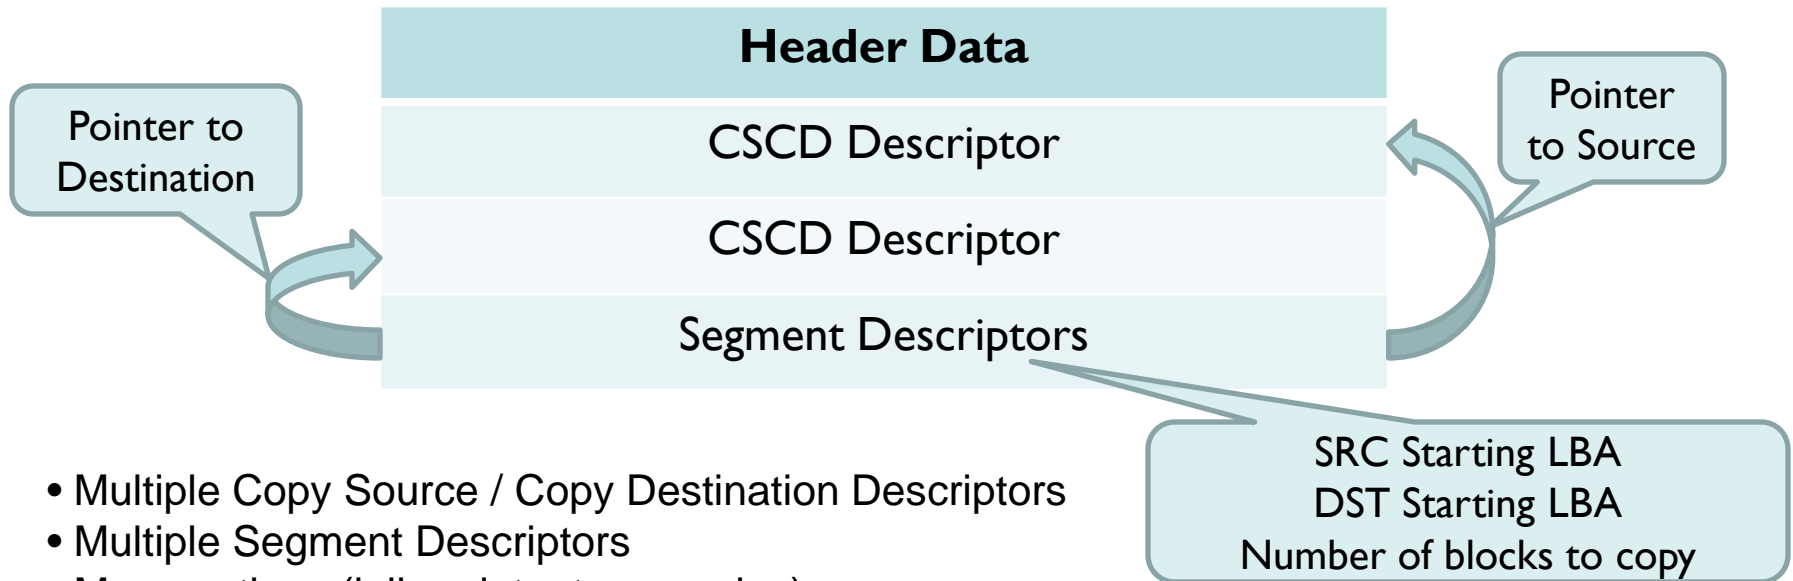 Header Data
Pointer to
Destination
Pointer
to Source
CSCD Descriptor
CSCD Descriptor
Segment Descriptors
SRC Starting LBA
DST Starting LBA
Number of blocks to copy
• Multiple Copy Source / Copy Destination Descriptors
• Multiple Segment Descriptors